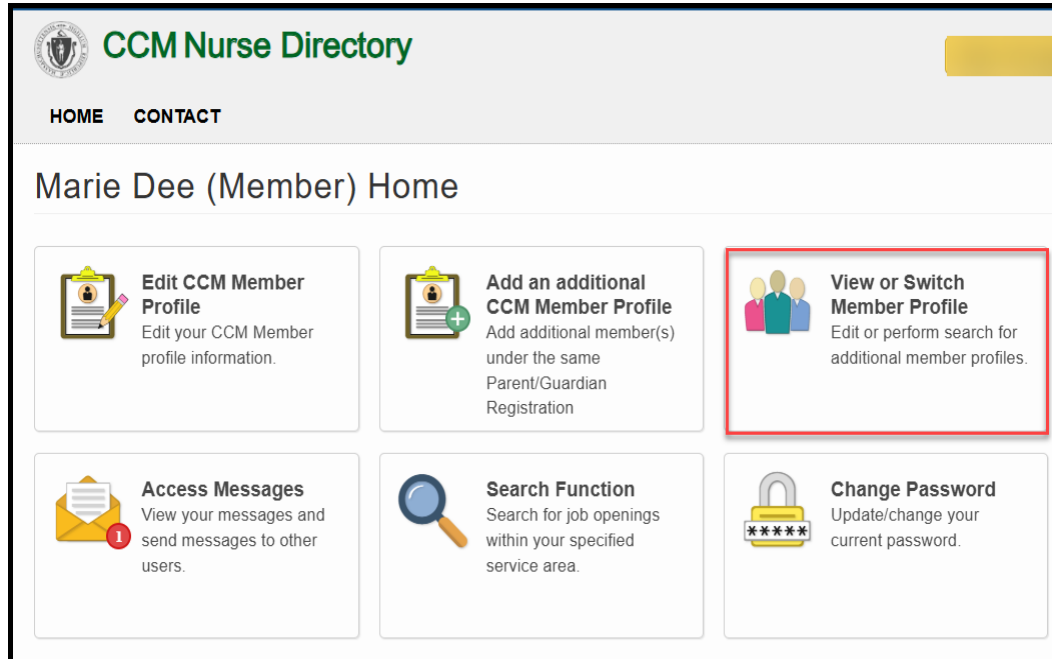 CCM Nurse Directory
HOME CONTACT
Marie Dee (Member) Home
Edit CCM Member
Profile
Edit your CCM Member
profile information.
Add an additional
CCM Member Profile
Add additional member(s)
under the same
Parent/Guardian
Registration
View or Switch
Member Profile
Edit or perform search for
additional member profiles.
1
Access Messages
View your messages and
send messages to other
users.
Search Function
Search for job openings
within your specified
service area.
*****
Change Password
Update/change your
current password.